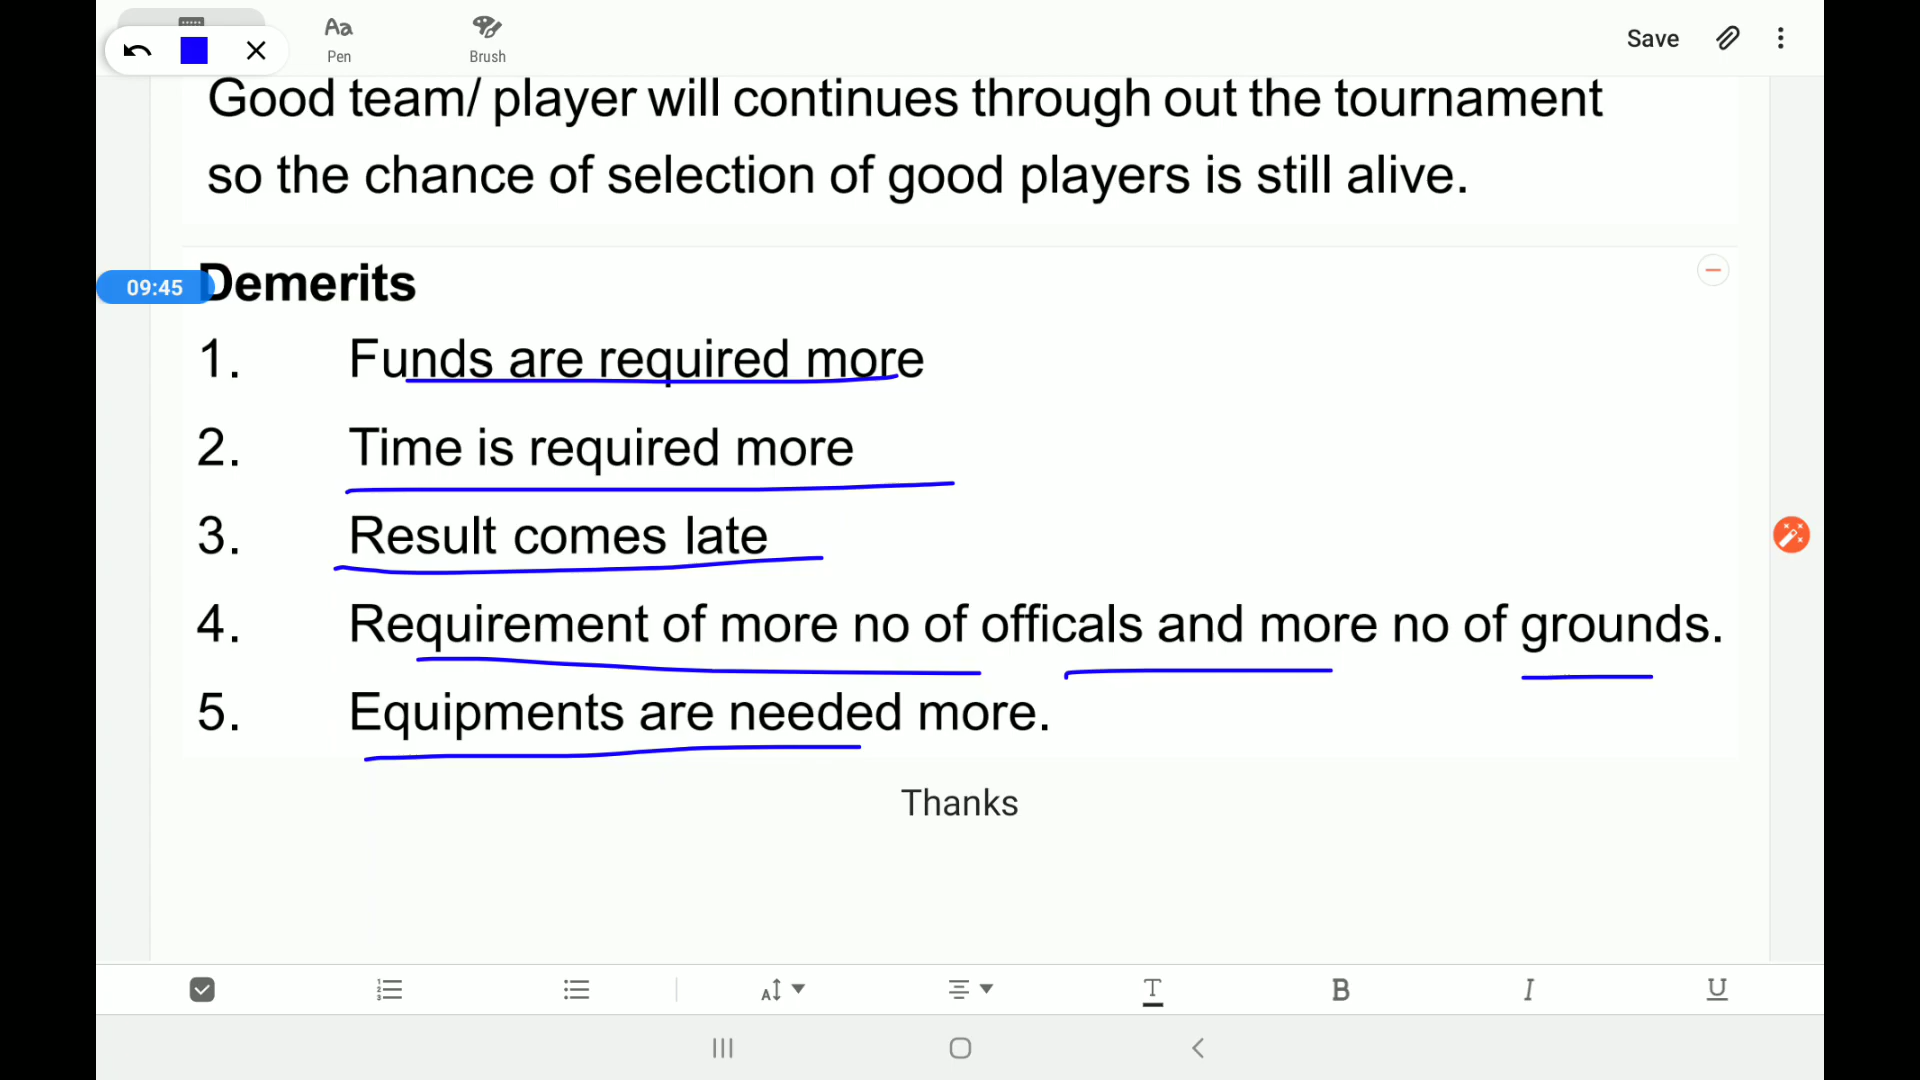 Aa
Pen
Brush
Save
Good team/ player will continues through out the tournament
so the chance of selection of good players is still alive.
09:45
Demerits
1. Funds are required more
2. Time is required more
3. Result comes late
4. Requirement of more no of officals and more no of grounds.
5. Equipments are needed more.
Thanks
A T B I U